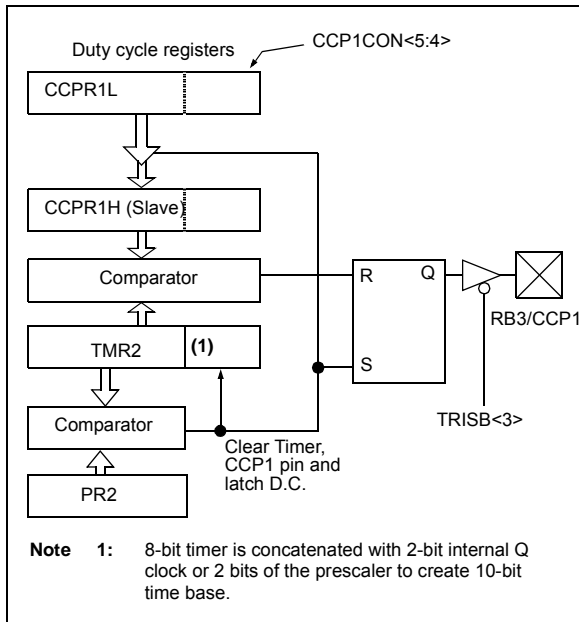 Duty cycle registers
CCP1CON<5:4>
CCPR1L
CCPR1H (Slave)
Comparator
R
Q
RB3/CCP1
TMR2
(1)
S
TRISB<3>
Comparator
Clear Timer,
CCP1 pin and
latch D.C.
PR2
Note 1: 8-bit timer is concatenated with 2-bit internal Q
clock or 2 bits of the prescaler to create 10-bit
time base.